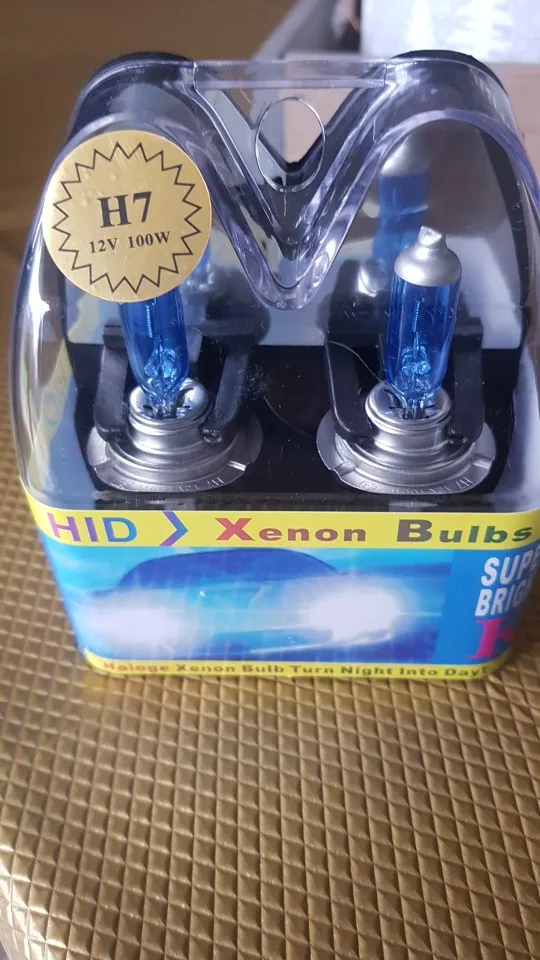 H7
12V 100W
HID Xenon Bulbs
SUPE
BRIG
Haloge Xenon Bulb Turn Night Into Day